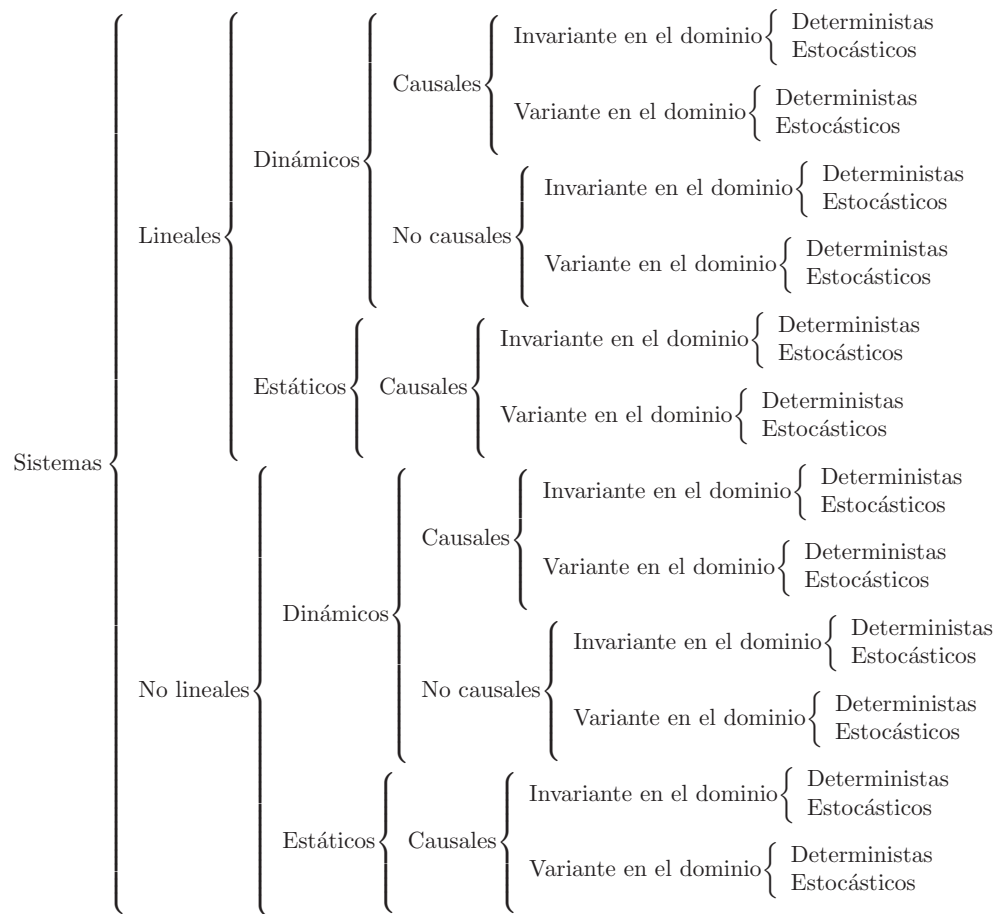 Sistemas
Lineales
Dinámicos
Causales
Invariante en el dominio
Deterministas
Estocásticos
Variante en el dominio
Deterministas
Estocásticos
No causales
Invariante en el dominio
Deterministas
Estocásticos
Variante en el dominio
Deterministas
Estocásticos
Estáticos
Causales
Invariante en el dominio
Deterministas
Estocásticos
Variante en el dominio
Deterministas
Estocásticos
No lineales
Dinámicos
Causales
Invariante en el dominio
Deterministas
Estocásticos
Variante en el dominio
Deterministas
Estocásticos
No causales
Invariante en el dominio
Deterministas
Estocásticos
Variante en el dominio
Deterministas
Estocásticos
Estáticos
Causales
Invariante en el dominio
Deterministas
Estocásticos
Variante en el dominio
Deterministas
Estocásticos